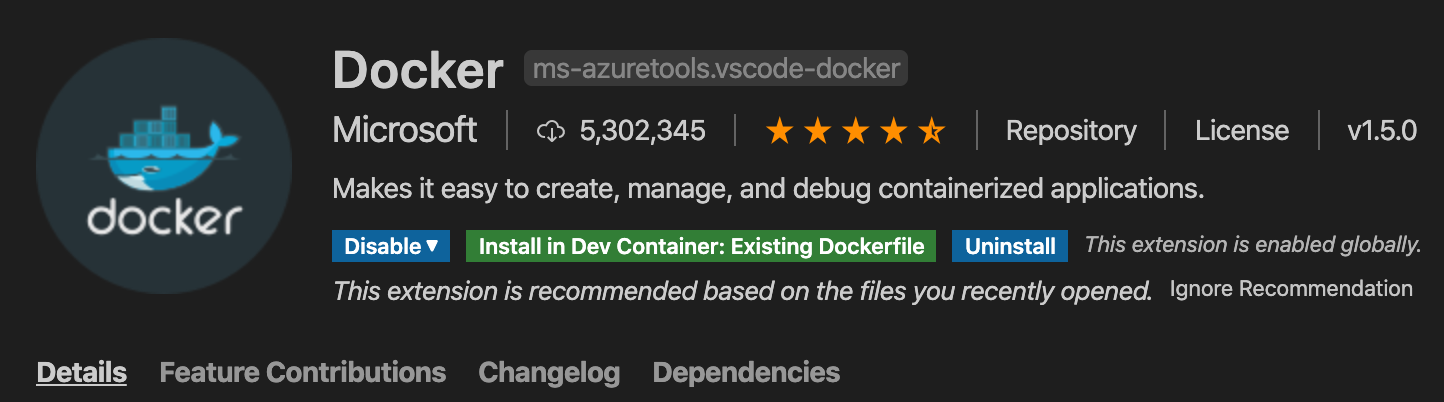 docker
Docker ms-azuretools.vscode-docker
Microsoft 5,302,345 Repository License v1.5.0
Makes it easy to create, manage, and debug containerized applications.
Disable Install in Dev Container: Existing Dockerfile Uninstall This extension is enabled globally.
This extension is recommended based on the files you recently opened. Ignore Recommendation
Details Feature Contributions Changelog Dependencies